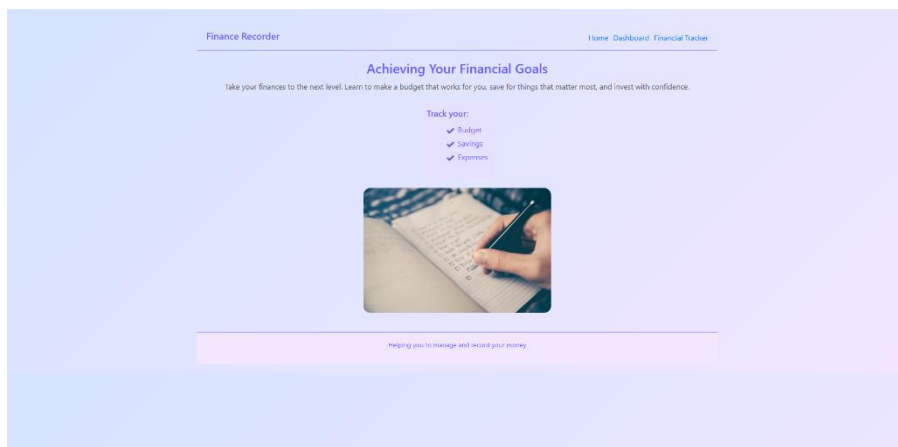 Finance Recorder
Home Dashboard Financial Tracker
Achieving Your Financial Goals
Take your finances to the next level. Learn to make a budget that works for you, save for things that matter most, and invest with confidence.
Track your:
Budget
Savings
Expenses
Helping you to manage and record your money